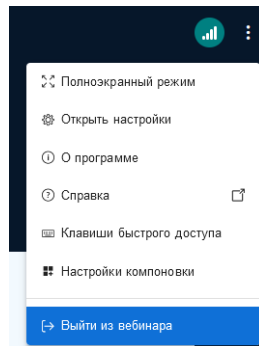 Полноэкранный режим
Открыть настройки
О программе
Справка
Клавиши быстрого доступа
Настройки компоновки
Выйти из вебинара